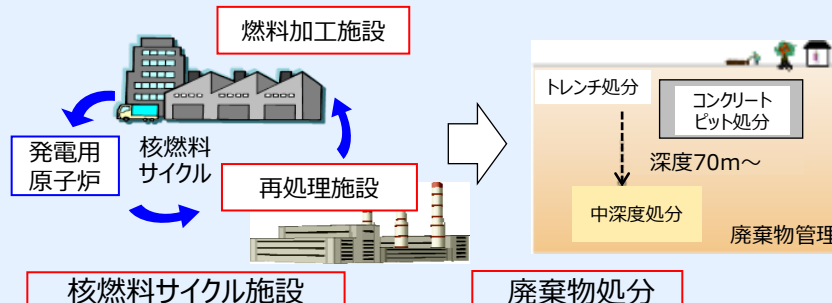 燃料加工施設
発電用
原子炉
核燃料
サイクル
再処理施設
核燃料サイクル施設
トレンチ処分
コンクリート
ピット処分
深度70m～
中深度処分
廃棄物管理
廃棄物処分